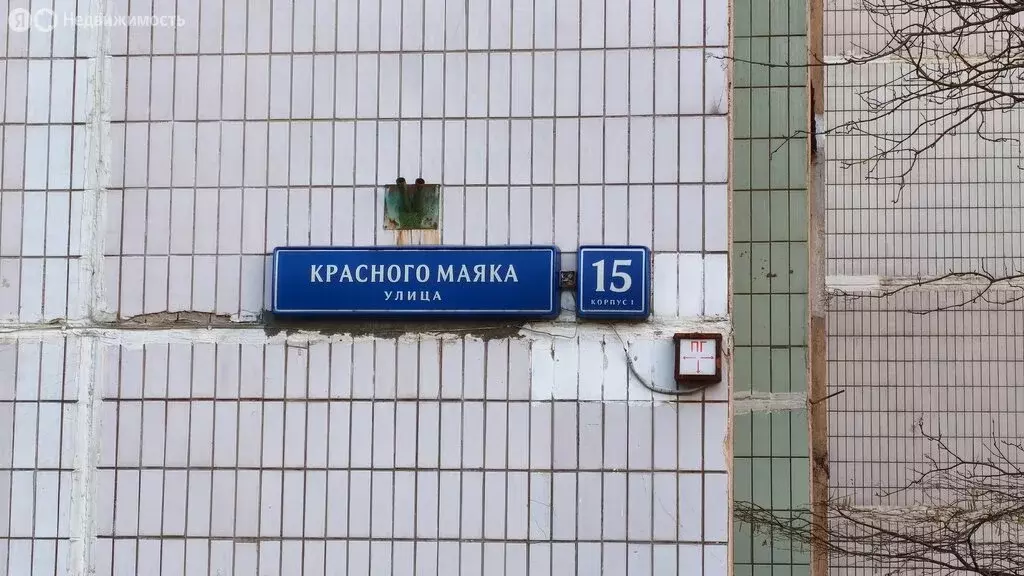 Я Недвижимость
КРАСНОГО МАЯКА
УЛИЦА
15
КОРПУС 1
ПГ